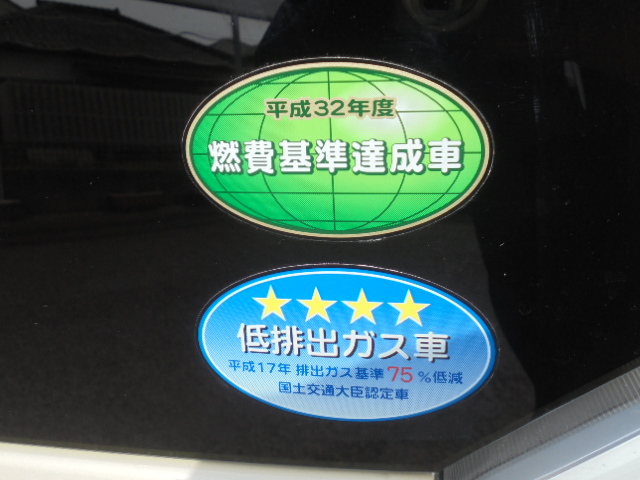 平成32年度
燃費基準達成車
低排出ガス車
平成17年 排出ガス基準75%低減
国土交通大臣認定車